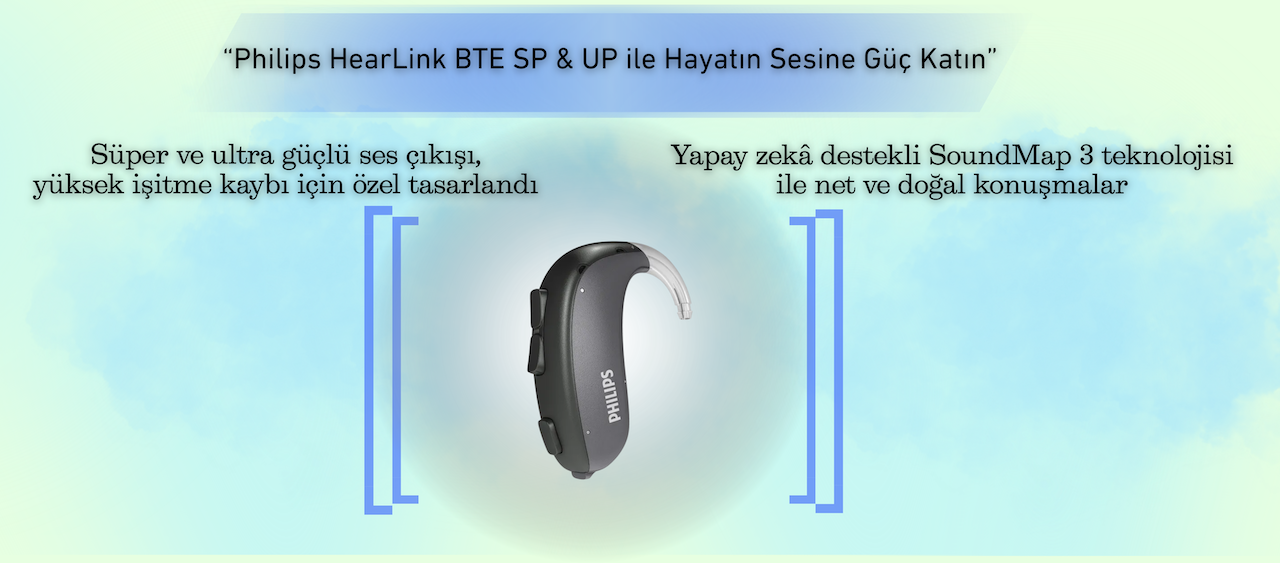 “Philips HearLink BTE SP & UP ile Hayatın Sesine Güç Katın”
Süper ve ultra güçlü ses çıkışı,
yüksek işitme kaybı için özel tasarlandı
Yapay zekâ destekli SoundMap 3 teknolojisi
ile net ve doğal konuşmalar
PHILIPS